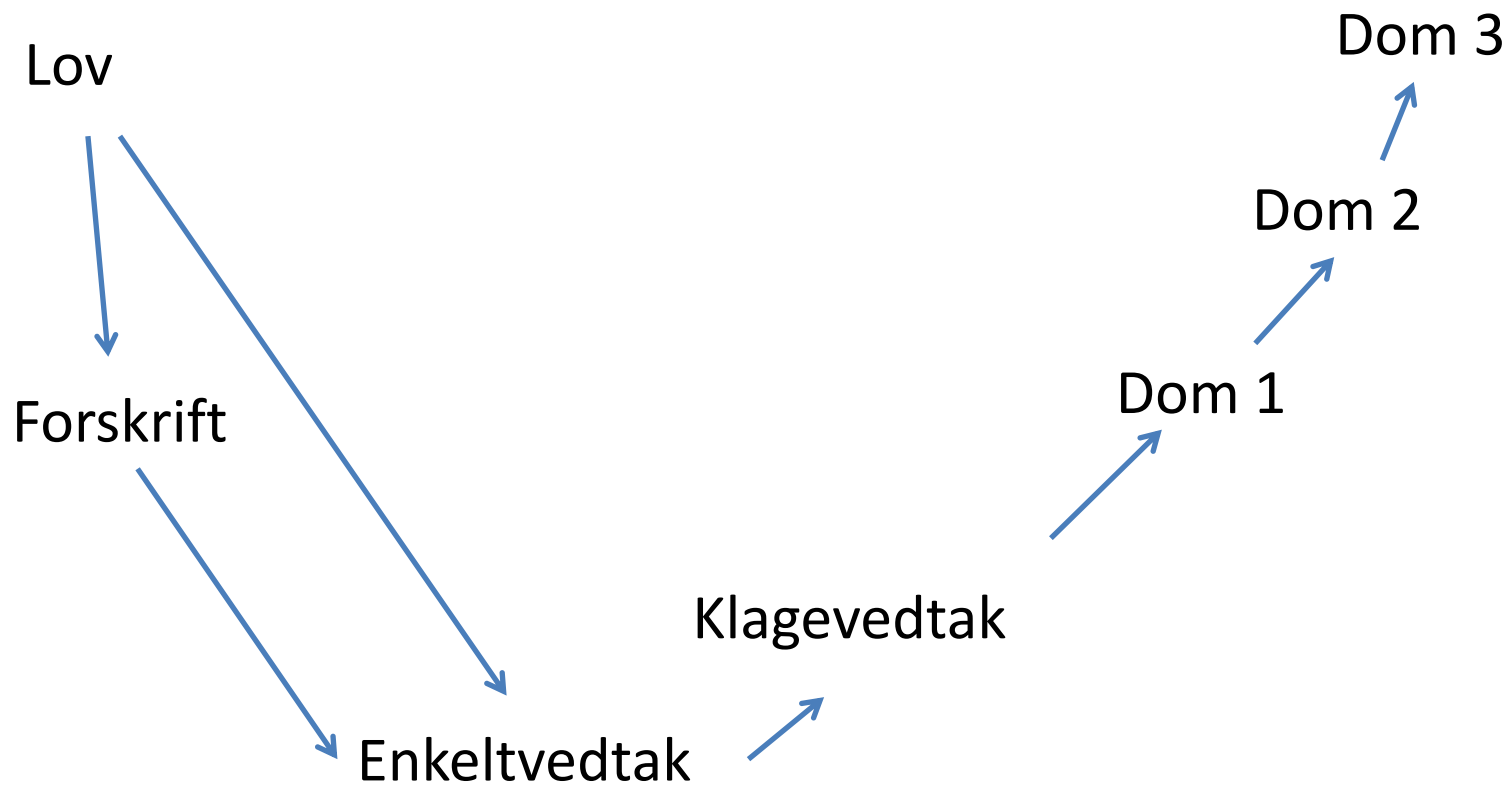 Lov
Forskrift
Enkeltvedtak
Klagevedtak
Dom 1
Dom 2
Dom 3